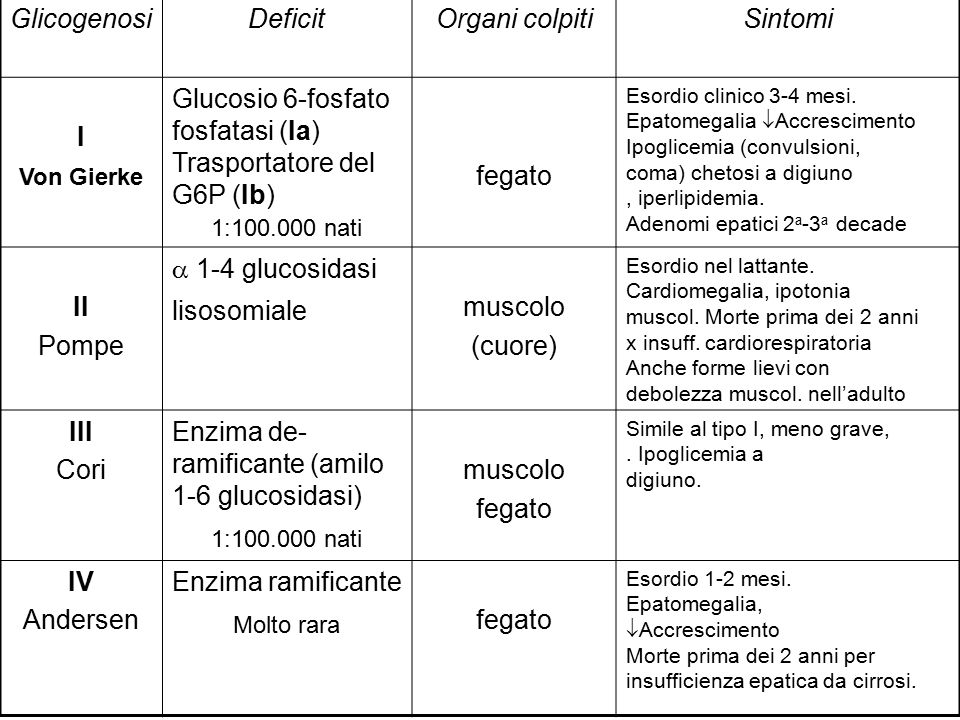 Glicogenosi
Deficit
Organi colpiti
Sintomi
I
Von Gierke
Glucosio 6-fosfato
fosfatasi (Ia)
Trasportatore del
G6P (Ib)
1:100.000 nati
fegato
Esordio clinico 3-4 mesi.
Epatomegalia ↓Accrescimento
Ipoglicemia (convulsioni,
coma) chetosi a digiuno
, iperlipidemia.
Adenomi epatici 2ª-3ª decade
II
Pompe
α 1-4 glucosidasi
lisosomiale
muscolo
(cuore)
Esordio nel lattante.
Cardiomegalia, ipotonia
muscol. Morte prima dei 2 anni
x insuff. cardiorespiratoria
Anche forme lievi con
debolezza muscol. nell’adulto
III
Cori
Enzima de-
ramificante (amilo
1-6 glucosidasi)
1:100.000 nati
muscolo
fegato
Simile al tipo I, meno grave,
. Ipoglicemia a
digiuno.
IV
Andersen
Enzima ramificante
Molto rara
fegato
Esordio 1-2 mesi.
Epatomegalia,
↓Accrescimento
Morte prima dei 2 anni per
insufficienza epatica da cirrosi.